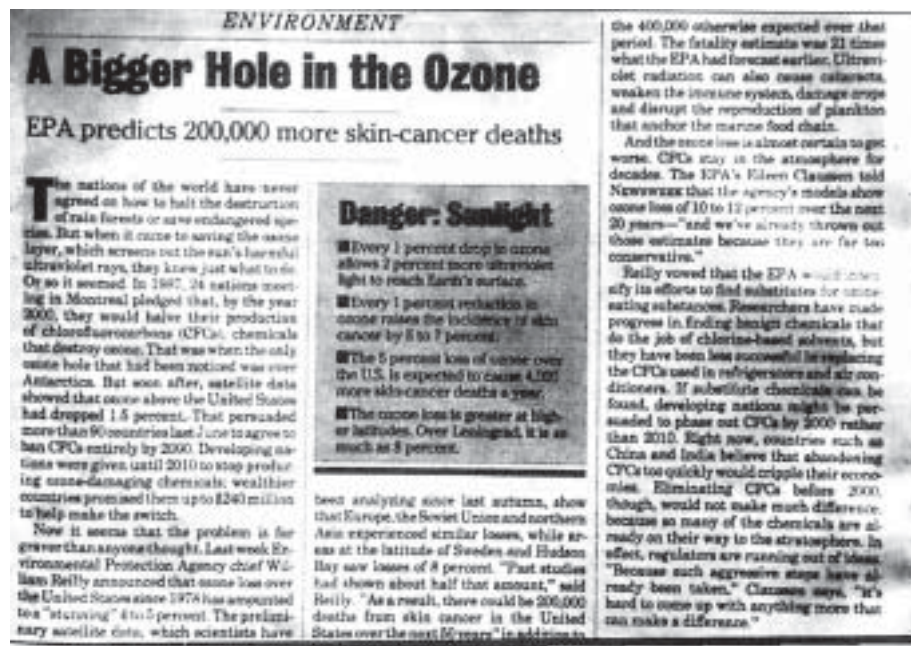 ENVIRONMENT
A Bigger Hole in the Ozone
EPA predicts 200,000 more skin-cancer deaths
The nations of the world have never
agreed on how to halt the destruction
of rain forests or save endangered spe-
cies. But when it came to saving the ozone
layer, which screens out the sun's harmful
ultraviolet rays, they knew just what to do.
Or so it seemed. In 1987, 24 nations meet-
ing in Montreal pledged that, by the year
2000, they would halve their production
of chlorofluorocarbons (CFCs), chemicals
that destroy ozone. That was when the only
ozone hole that had been noticed was over
Antarctica. But soon after, satellite data
showed that ozone above the United States
had dropped 1.5 percent. That persuaded
more than 90 countries last June to agree to
ban CFCs entirely by 2000. Developing na-
tions were given until 2010 to stop produc-
ing ozone-damaging chemicals; wealthier
countries promised them up to $240 million
to help make the switch.
Now it seems that the problem is far
graver than anyone thought. Last week En-
vironmental Protection Agency chief Wil-
liam Reilly announced that ozone loss over
the United States since 1978 has amounted
to a "stunning" 4 to 5 percent. The prelimi-
nary satellite data, which scientists have
Danger: Sunlight
■Every 1 percent drop in ozone
allows 2 percent more ultraviolet
light to reach Earth's surface.
■Every 1 percent reduction in
ozone raises the incidence of skin
cancer by 5 to 7 percent.
■The 5 percent loss of ozone over
the U.S. is expected to cause 4,000
more skin-cancer deaths a year.
■The ozone loss is greater at high-
er latitudes. Over Leningrad, it is as
much as 8 percent.
been analyzing since last autumn, show
that Europe, the Soviet Union and northern
Asia experienced similar losses, while ar-
eas at the latitude of Sweden and Hudson
Bay saw losses of 8 percent. "Past studies
had shown about half that amount," said
Reilly. "As a result, there could be 200,000
deaths from skin cancer in the United
States over the next 50 years" in addition to
the 400,000 otherwise expected over that
period. The fatality estimate was 21 times
what the EPA had forecast earlier. Ultravi-
olet radiation can also cause cataracts,
weaken the immune system, damage crops
and disrupt the reproduction of plankton
that anchor the marine food chain.
And the ozone loss is almost certain to get
worse. CFCs stay in the atmosphere for
decades. The EPA's Eileen Claussen told
NEWSWEEK that the agency's models show
ozone loss of 10 to 12 percent over the next
20 years—"and we've already thrown out
those estimates because they are far too
conservative."
Reilly vowed that the EPA would inten-
sify its efforts to find substitutes for ozone-
eating substances. Researchers have made
progress in finding benign chemicals that
do the job of chlorine-based solvents, but
they have been less successful in replacing
the CFCs used in refrigerators and air con-
ditioners. If substitute chemicals can be
found, developing nations might be per-
suaded to phase out CFCs by 2000 rather
than 2010. Right now, countries such as
China and India believe that abandoning
CFCs too quickly would cripple their econo-
mies. Eliminating CFCs before 2000,
though, would not make much difference,
because so many of the chemicals are al-
ready on their way to the stratosphere. In
effect, regulators are running out of ideas.
"Because such aggressive steps have al-
ready been taken," Claussen says, "it's
hard to come up with anything more that
can make a difference."